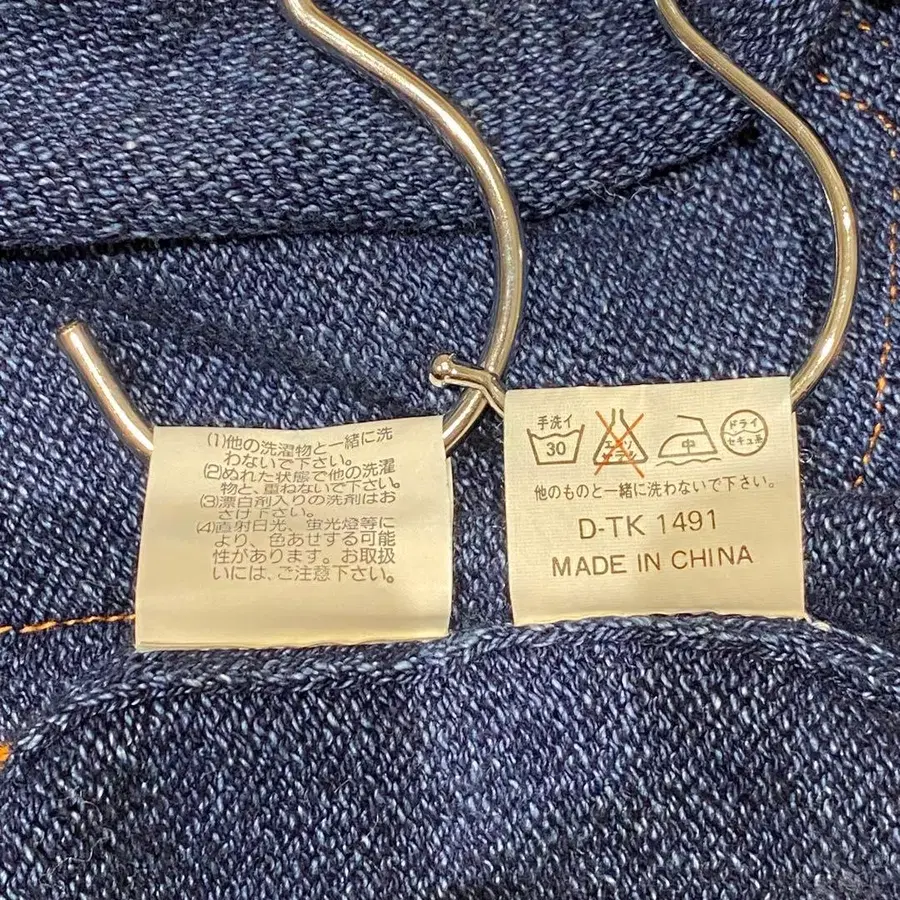 (1)他の洗濯物と一緒に洗
わないで下さい。
(2)ぬれた状態で他の洗濯
物と、重ねないで下さい。
(3)漂白剤入りの洗剤はお
さけ下さい。
(4)直射日光、蛍光燈等に
より、色あせする可能
性があります。お取扱
いには、ご注意下さい。
手洗イ
30
エンソ
サラシ
中
ドライ
セキユ系
他のものと一緒に洗わないで下さい。
D-TK 1491
MADE IN CHINA